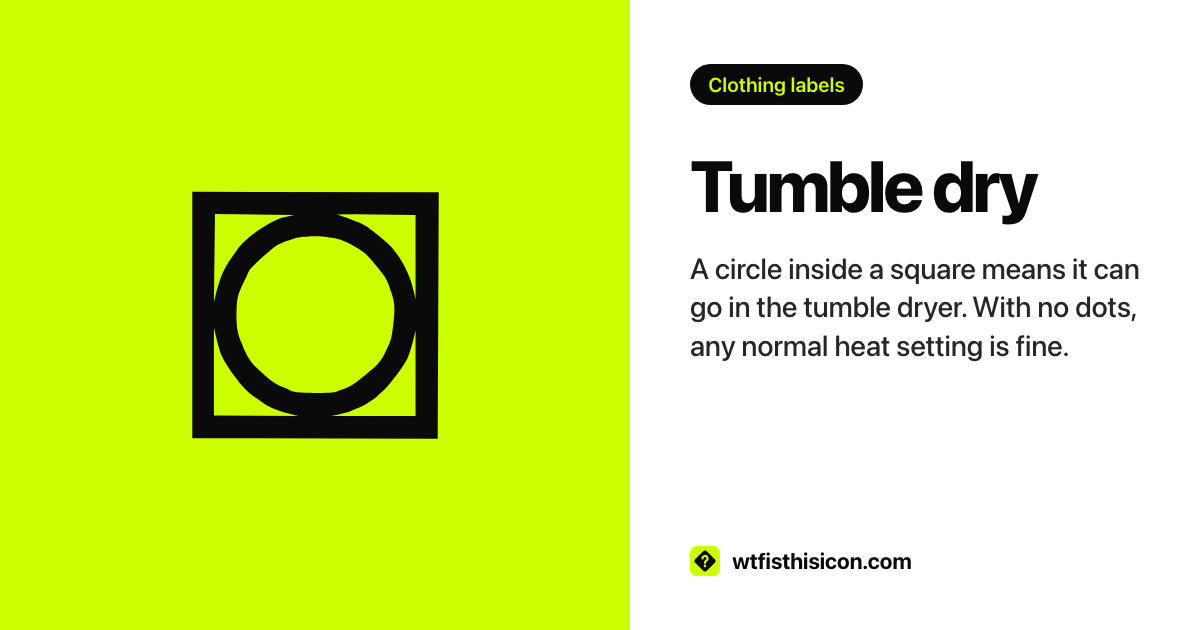 Clothing labels
Tumble dry
A circle inside a square means it can
go in the tumble dryer. With no dots,
any normal heat setting is fine.
?
wtfisthisicon.com